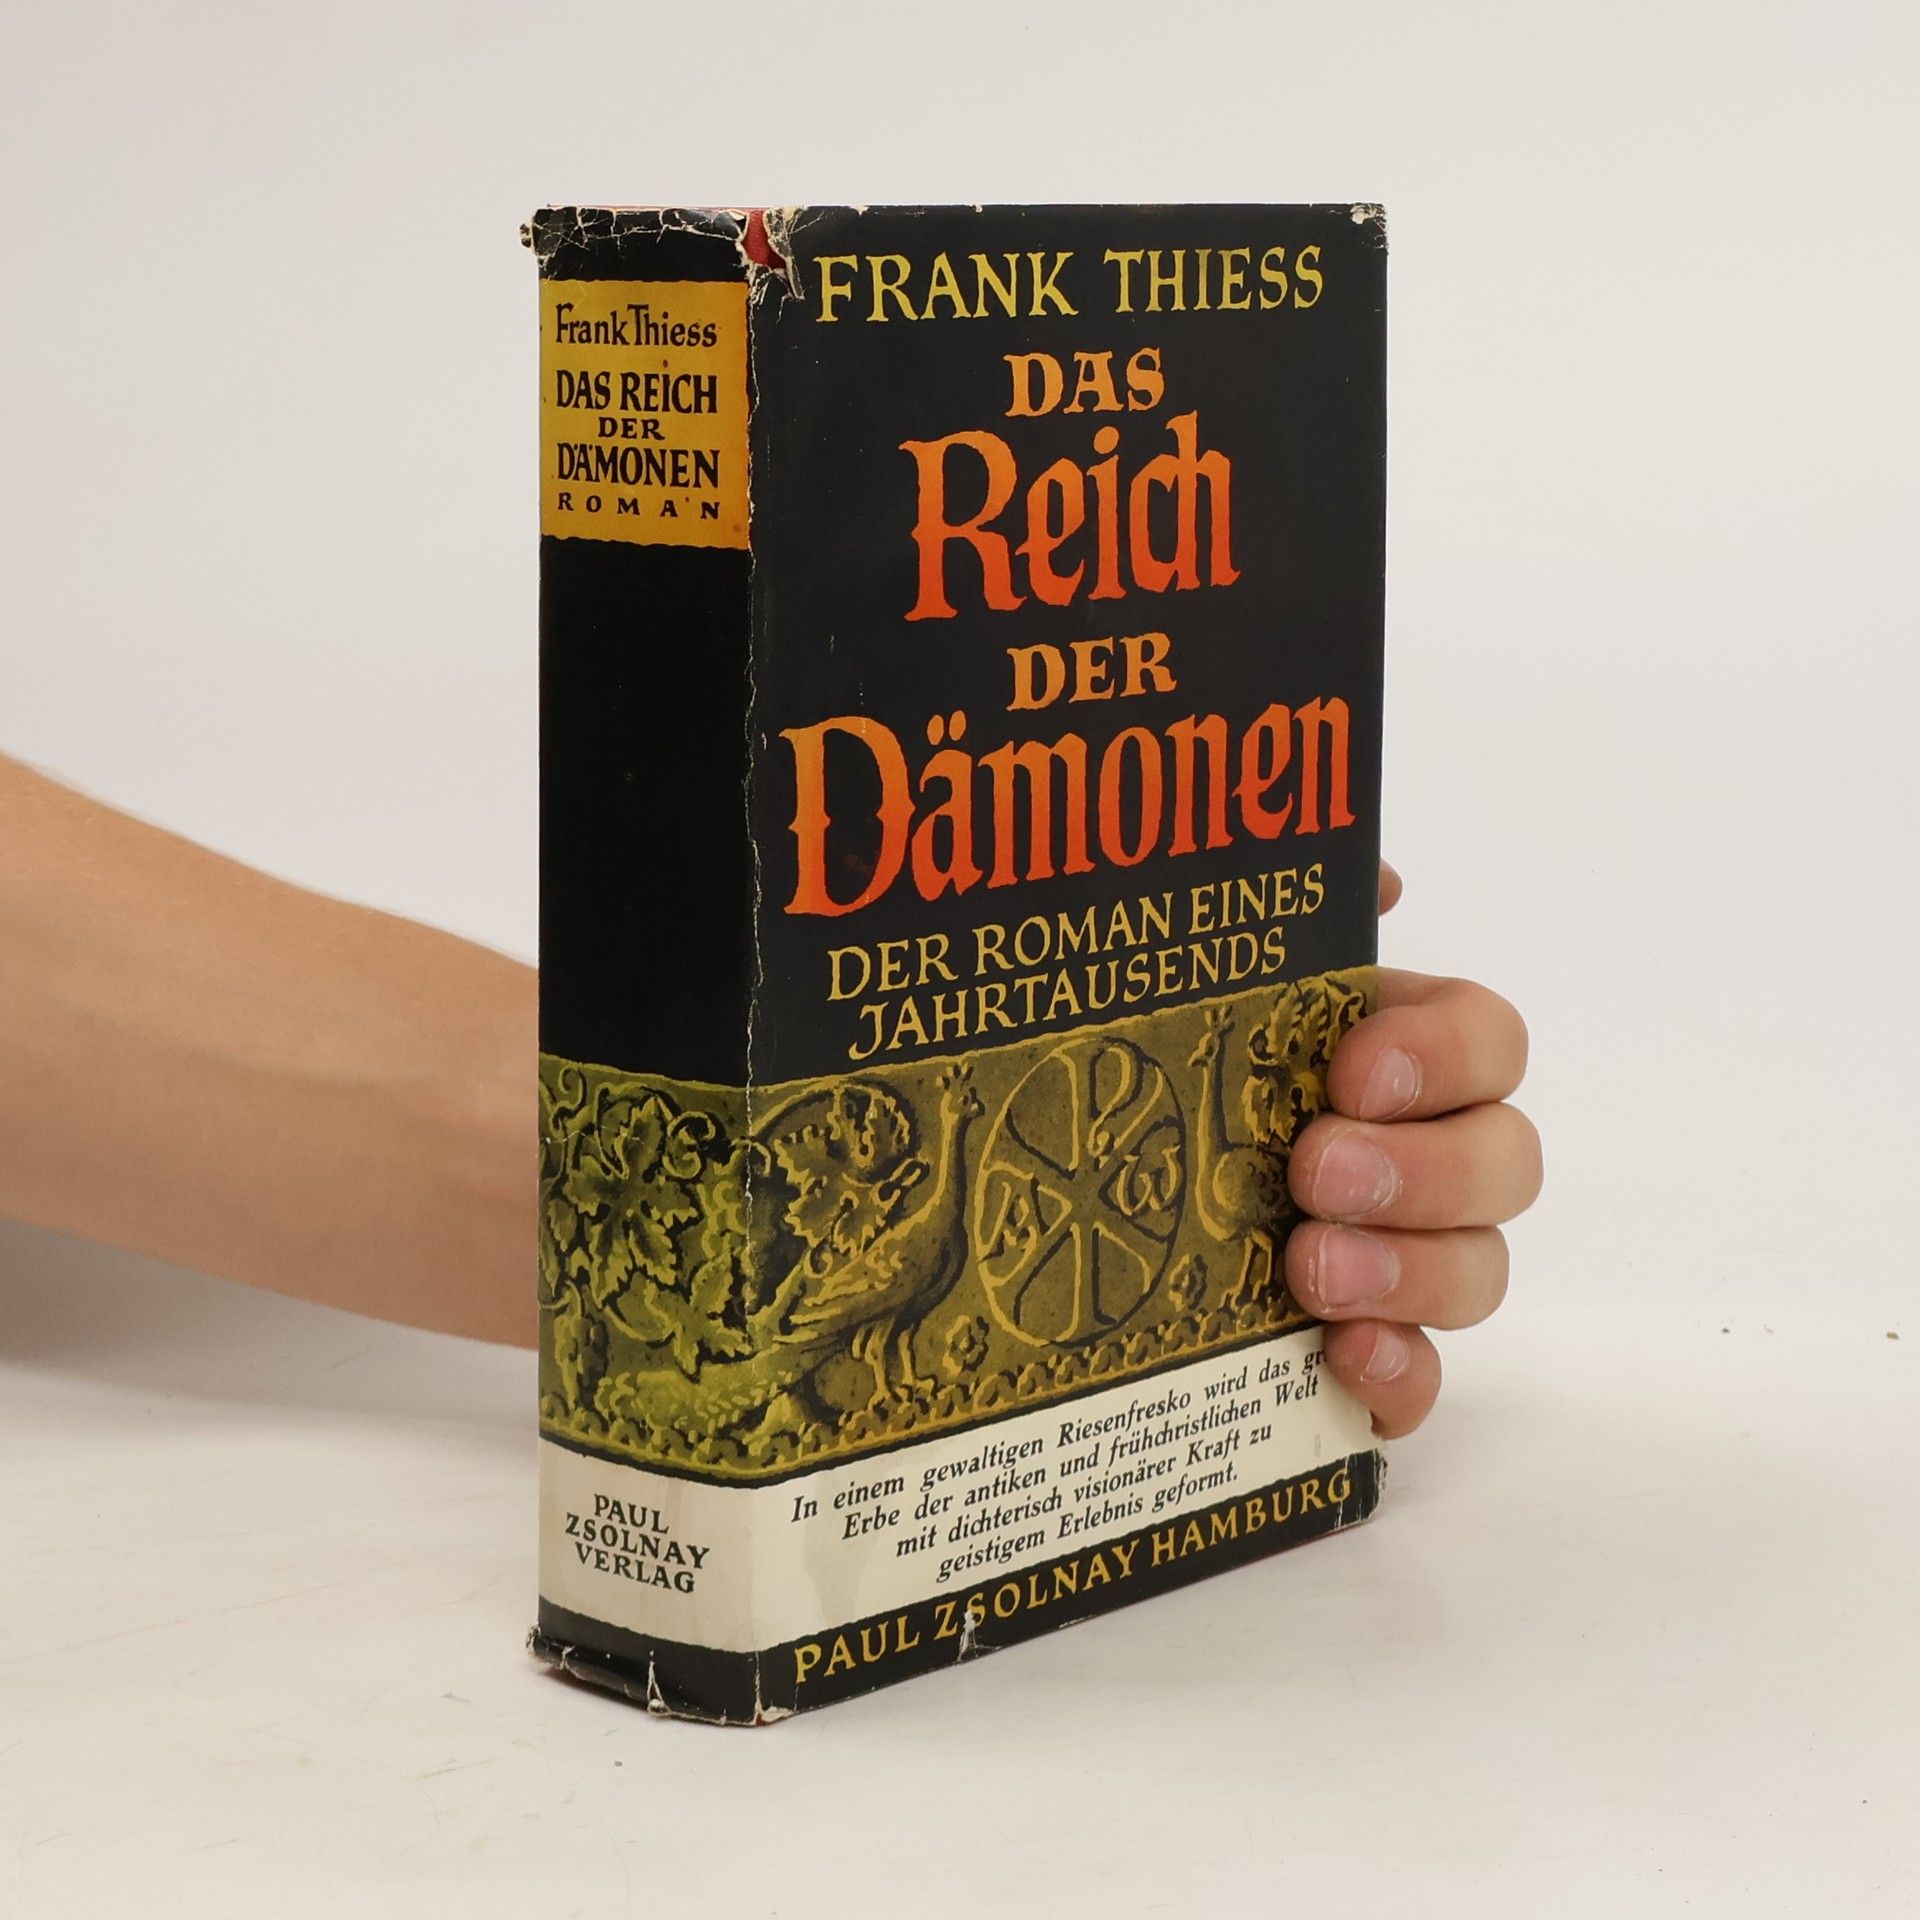 Frank Thiess
DAS REICH
DER
DÄMONEN
ROMAN
PAUL
ZSOLNAY
VERLAG
FRANK THIESS
DAS
Reich
DER
Dämonen
DER ROMAN EINES
JAHRTAUSENDS
In einem gewaltigen Riesenfresko wird das
Erbe der antiken und frühchristlichen Welt
mit dichterisch visionärer Kraft zu
geistigem Erlebnis geformt.
PAUL ZSOLNAY HAMBURG